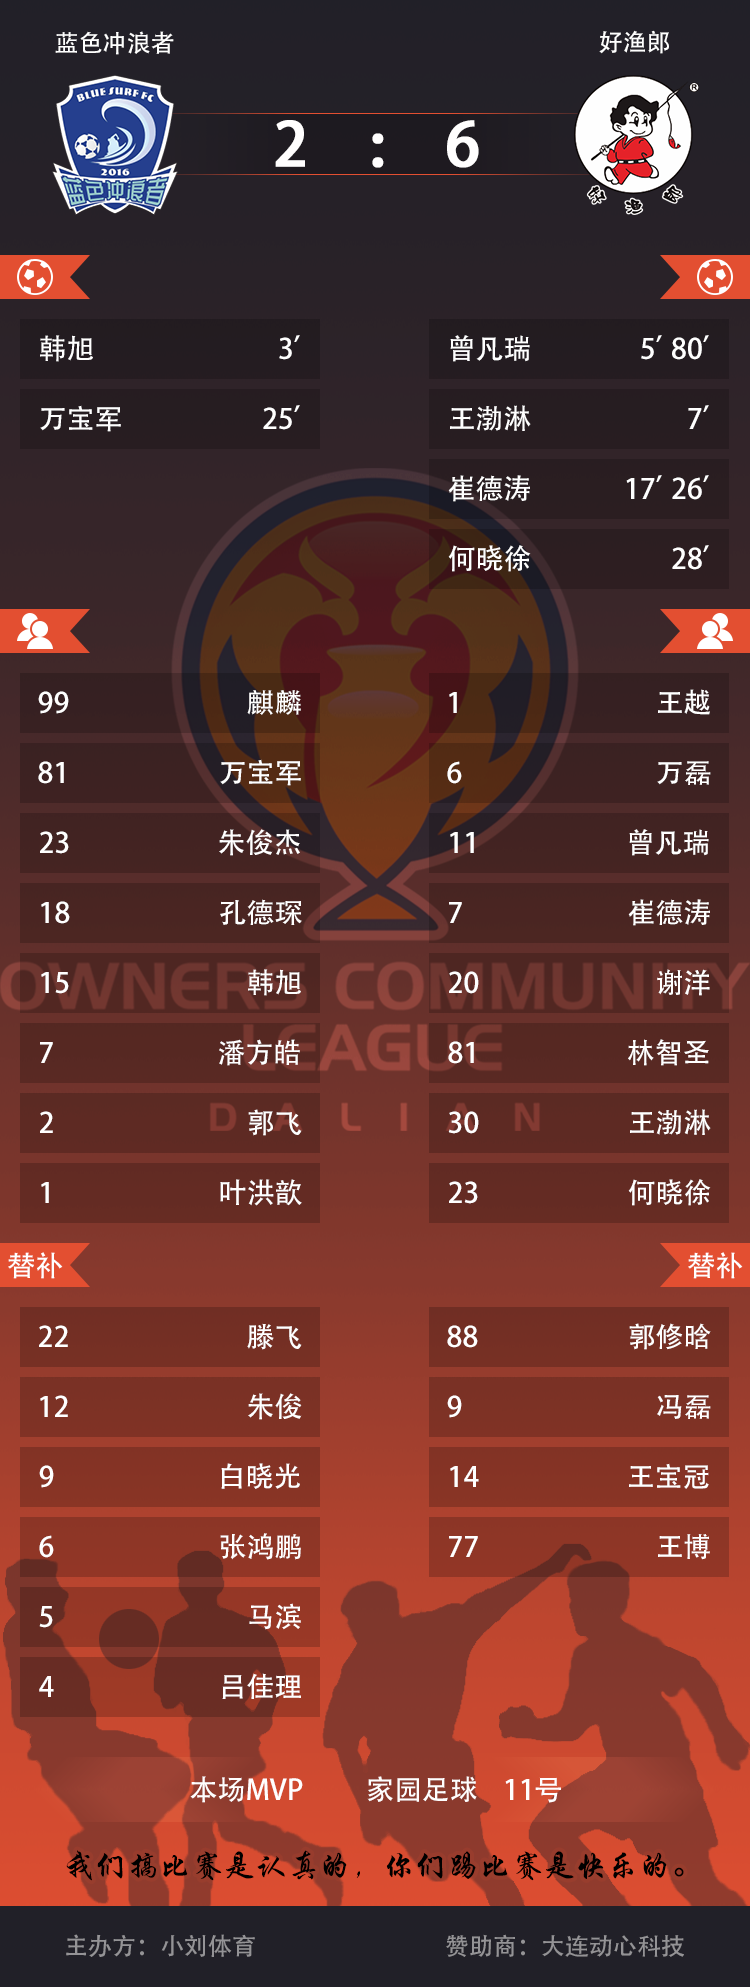 蓝色冲浪者 好渔郎
BLUE SURF FC
2016
蓝色冲浪者
®
好渔郎
2 : 6
韩旭 3′ 曾凡瑞 5′ 80′
万宝军 25′ 王渤淋 7′
崔德涛 17′ 26′
何晓徐 28′
99 麒麟 1 王越
81 万宝军 6 万磊
23 朱俊杰 11 曾凡瑞
18 孔德琛 7 崔德涛
15 韩旭 20 谢洋
7 潘方皓 81 林智圣
2 郭飞 30 王渤淋
1 叶洪歆 23 何晓徐
OWNERS COMMUNITY
LEAGUE
DALIAN
替补 替补
22 滕飞 88 郭修晗
12 朱俊 9 冯磊
9 白晓光 14 王宝冠
6 张鸿鹏 77 王博
5 马滨
4 吕佳理
本场MVP 家园足球 11号
我们搞比赛是认真的，你们踢比赛是快乐的。
主办方：小刘体育 赞助商：大连动心科技